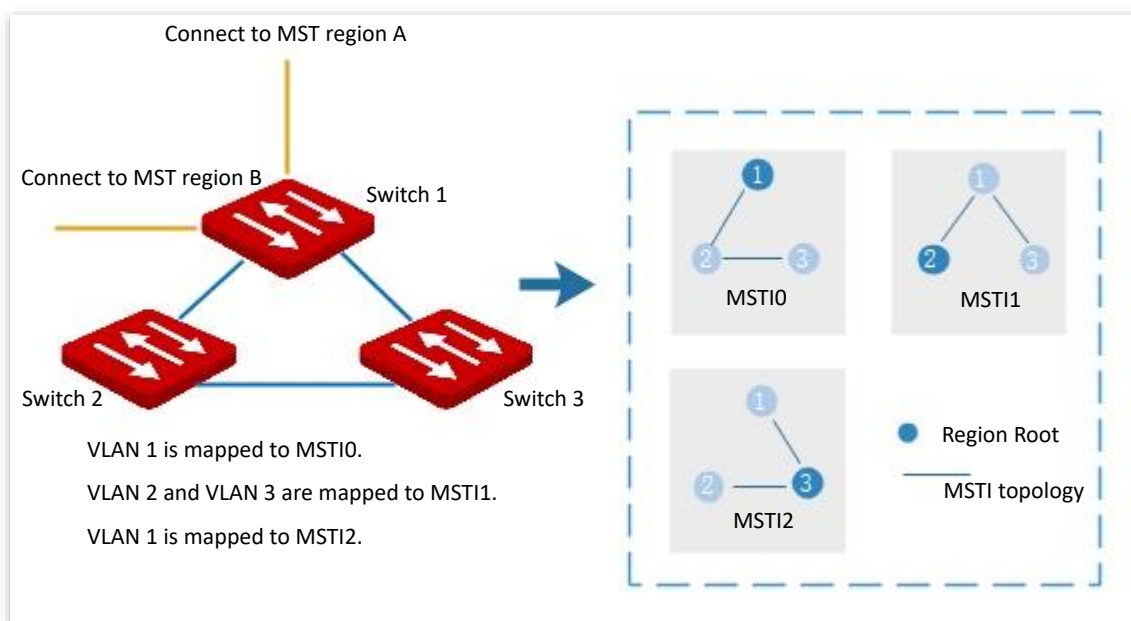 Connect to MST region A
Connect to MST region B
Switch 1
Switch 2
Switch 3
VLAN 1 is mapped to MSTI0.
VLAN 2 and VLAN 3 are mapped to MSTI1.
VLAN 1 is mapped to MSTI2.
1
2
3
MSTI0
1
2
3
MSTI1
1
2
3
MSTI2
Region Root
MSTI topology